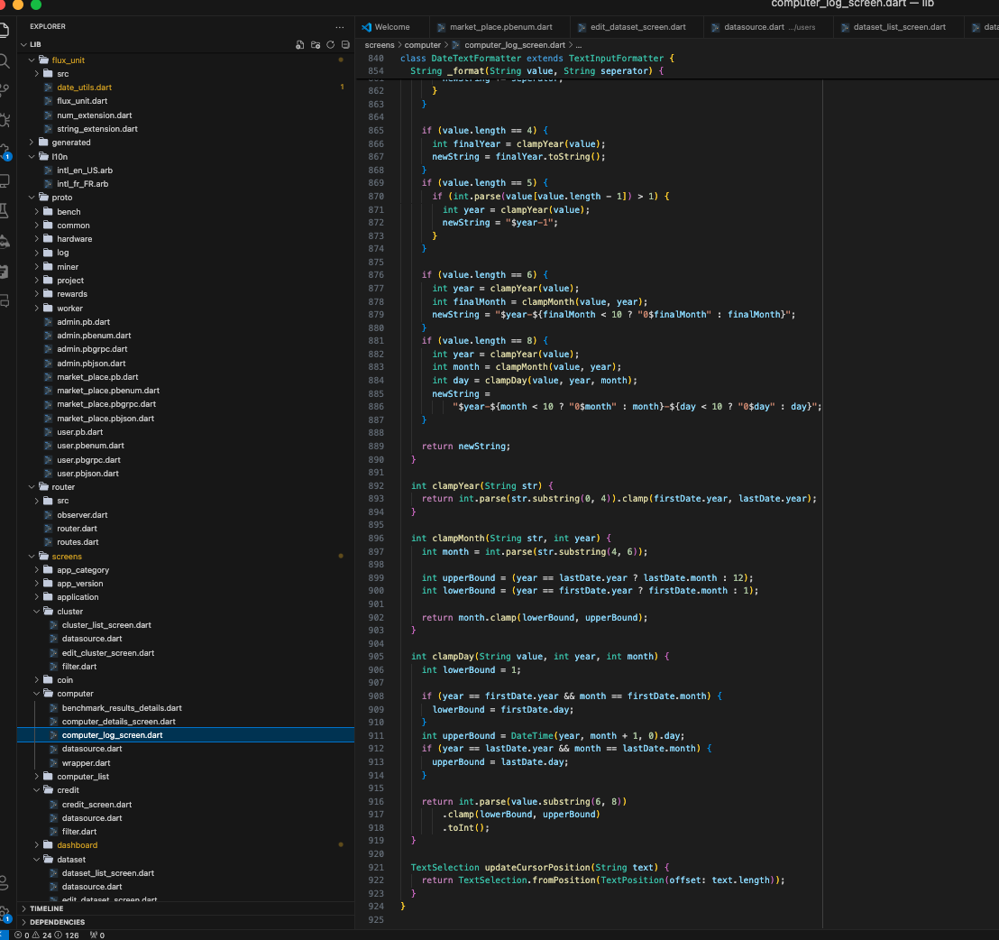 computer_log_screen.dart — lib
EXPLORER
LIB
flux_unit
src
date_utils.dart 1
flux_unit.dart
num_extension.dart
string_extension.dart
generated
l10n
intl_en_US.arb
intl_fr_FR.arb
proto
bench
common
hardware
log
miner
project
rewards
worker
admin.pb.dart
admin.pbenum.dart
admin.pbgrpc.dart
admin.pbjson.dart
market_place.pb.dart
market_place.pbenum.dart
market_place.pbgrpc.dart
market_place.pbjson.dart
user.pb.dart
user.pbenum.dart
user.pbgrpc.dart
user.pbjson.dart
router
src
observer.dart
router.dart
routes.dart
screens
app_category
app_version
application
cluster
cluster_list_screen.dart
datasource.dart
edit_cluster_screen.dart
filter.dart
coin
computer
benchmark_results_details.dart
computer_details_screen.dart
computer_log_screen.dart
datasource.dart
wrapper.dart
computer_list
credit
credit_screen.dart
datasource.dart
filter.dart
dashboard
dataset
dataset_list_screen.dart
datasource.dart
edit_dataset_screen.dart
TIMELINE
DEPENDENCIES
0 24 126 0
1
1
Welcome
market_place.pbenum.dart
edit_dataset_screen.dart
datasource.dart .../users
dataset_list_screen.dart
data
screens > computer > computer_log_screen.dart > ...
840 class DateTextFormatter extends TextInputFormatter {
854 String _format(String value, String seperator) {
861 newString += seperator;
862 }
863 }
864
865 if (value.length == 4) {
866 int finalYear = clampYear(value);
867 newString = finalYear.toString();
868 }
869 if (value.length == 5) {
870 if (int.parse(value[value.length - 1]) > 1) {
871 int year = clampYear(value);
872 newString = "$year-1";
873 }
874 }
875
876 if (value.length == 6) {
877 int year = clampYear(value);
878 int finalMonth = clampMonth(value, year);
879 newString = "$year-${finalMonth < 10 ? "0$finalMonth" : finalMonth}";
880 }
881 if (value.length == 8) {
882 int year = clampYear(value);
883 int month = clampMonth(value, year);
884 int day = clampDay(value, year, month);
885 newString =
886 "$year-${month < 10 ? "0$month" : month}-${day < 10 ? "0$day" : day}";
887 }
888
889 return newString;
890 }
891
892 int clampYear(String str) {
893 return int.parse(str.substring(0, 4)).clamp(firstDate.year, lastDate.year);
894 }
895
896 int clampMonth(String str, int year) {
897 int month = int.parse(str.substring(4, 6));
898
899 int upperBound = (year == lastDate.year ? lastDate.month : 12);
900 int lowerBound = (year == firstDate.year ? firstDate.month : 1);
901
902 return month.clamp(lowerBound, upperBound);
903 }
904
905 int clampDay(String value, int year, int month) {
906 int lowerBound = 1;
907
908 if (year == firstDate.year && month == firstDate.month) {
909 lowerBound = firstDate.day;
910 }
911 int upperBound = DateTime(year, month + 1, 0).day;
912 if (year == lastDate.year && month == lastDate.month) {
913 upperBound = lastDate.day;
914 }
915
916 return int.parse(value.substring(6, 8))
917 .clamp(lowerBound, upperBound)
918 .toInt();
919 }
920
921 TextSelection updateCursorPosition(String text) {
922 return TextSelection.fromPosition(TextPosition(offset: text.length));
923 }
924 }
925